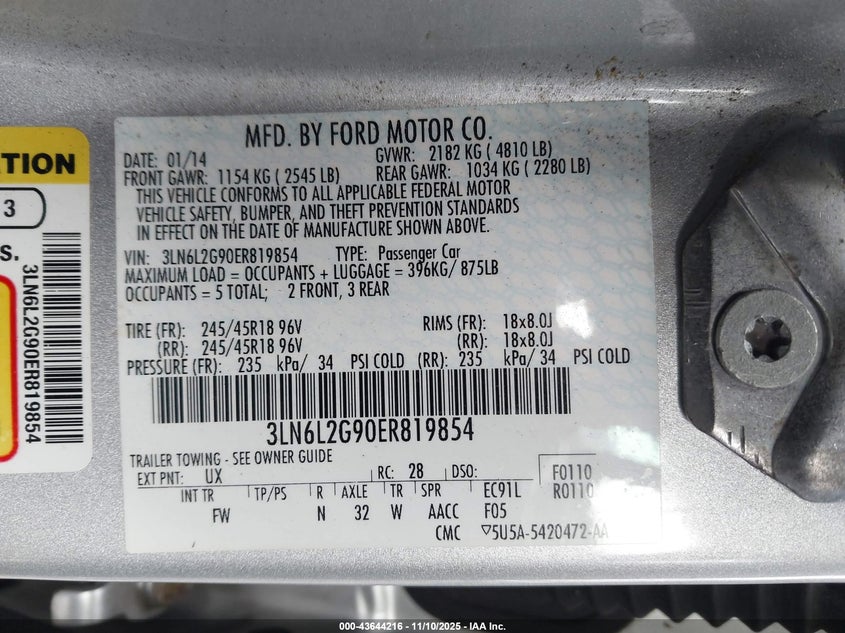 TION
3
S.
3LN6L2G90ER819854
MFD. BY FORD MOTOR CO.
DATE: 01/14 GVWR: 2182 KG ( 4810 LB)
FRONT GAWR: 1154 KG ( 2545 LB) REAR GAWR: 1034 KG ( 2280 LB)
THIS VEHICLE CONFORMS TO ALL APPLICABLE FEDERAL MOTOR
VEHICLE SAFETY, BUMPER, AND THEFT PREVENTION STANDARDS
IN EFFECT ON THE DATE OF MANUFACTURE SHOWN ABOVE.
VIN: 3LN6L2G90ER819854 TYPE: Passenger Car
MAXIMUM LOAD = OCCUPANTS + LUGGAGE = 396KG/ 875LB
OCCUPANTS = 5 TOTAL; 2 FRONT, 3 REAR
TIRE (FR): 245/45R18 96V RIMS (FR): 18x8.0J
(RR): 245/45R18 96V (RR): 18x8.0J
PRESSURE (FR): 235 kPa/ 34 PSI COLD (RR): 235 kPa/ 34 PSI COLD
3LN6L2G90ER819854
TRAILER TOWING - SEE OWNER GUIDE
EXT PNT: UX RC: 28 DSO: F0110
INT TR TP/PS R AXLE TR SPR EC91L R0110
FW N 32 W AACC F05
CMC ▽5U5A-5420472-AA
000-43644216 - 11/10/2025 - IAA Inc.